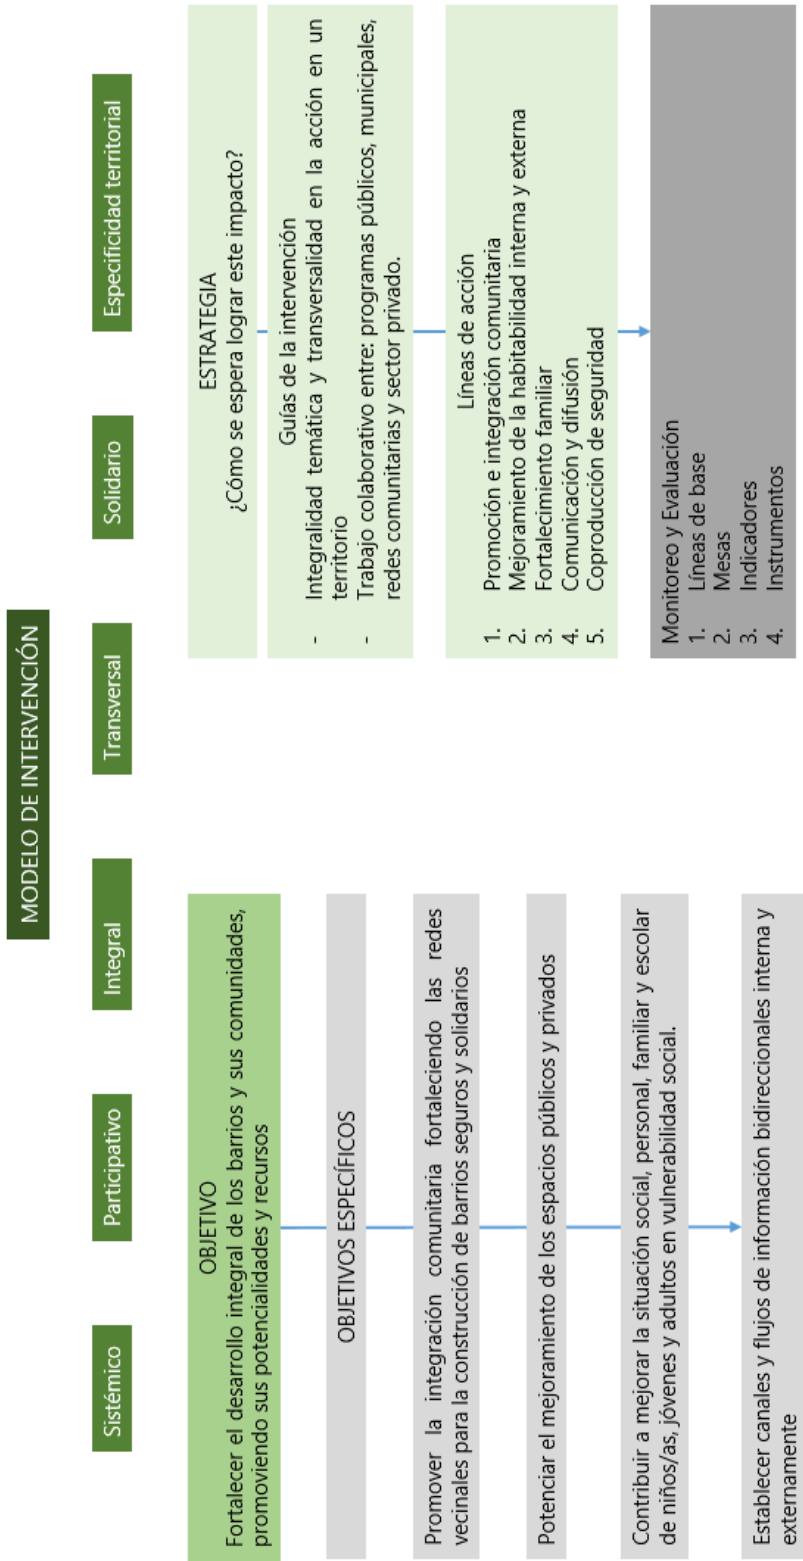 MODELO DE INTERVENCIÓN
Sistémico
Participativo
Integral
Transversal
Solidario
Especificidad territorial
OBJETIVO
Fortalecer el desarrollo integral de los barrios y sus comunidades,
promoviendo sus potencialidades y recursos
OBJETIVOS ESPECÍFICOS
Promover la integración comunitaria fortaleciendo las redes
vecinales para la construcción de barrios seguros y solidarios
Potenciar el mejoramiento de los espacios públicos y privados
Contribuir a mejorar la situación social, personal, familiar y escolar
de niños/as, jóvenes y adultos en vulnerabilidad social.
Establecer canales y flujos de información bidireccionales interna y
externamente
ESTRATEGIA
¿Cómo se espera lograr este impacto?
Guías de la intervención
- Integralidad temática y transversalidad en la acción en un
territorio
- Trabajo colaborativo entre: programas públicos, municipales,
redes comunitarias y sector privado.
Líneas de acción
1. Promoción e integración comunitaria
2. Mejoramiento de la habitabilidad interna y externa
3. Fortalecimiento familiar
4. Comunicación y difusión
5. Coproducción de seguridad
Monitoreo y Evaluación
1. Líneas de base
2. Mesas
3. Indicadores
4. Instrumentos